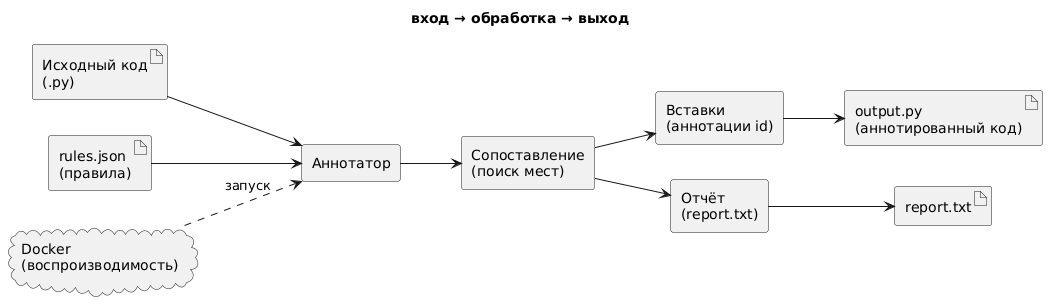 вход → обработка → выход
Исходный код
(.py)
rules.json
(правила)
запуск
Docker
(воспроизводимость)
Аннотатор
Сопоставление
(поиск мест)
Вставки
(аннотации id)
Отчёт
(report.txt)
output.py
(аннотированный код)
report.txt